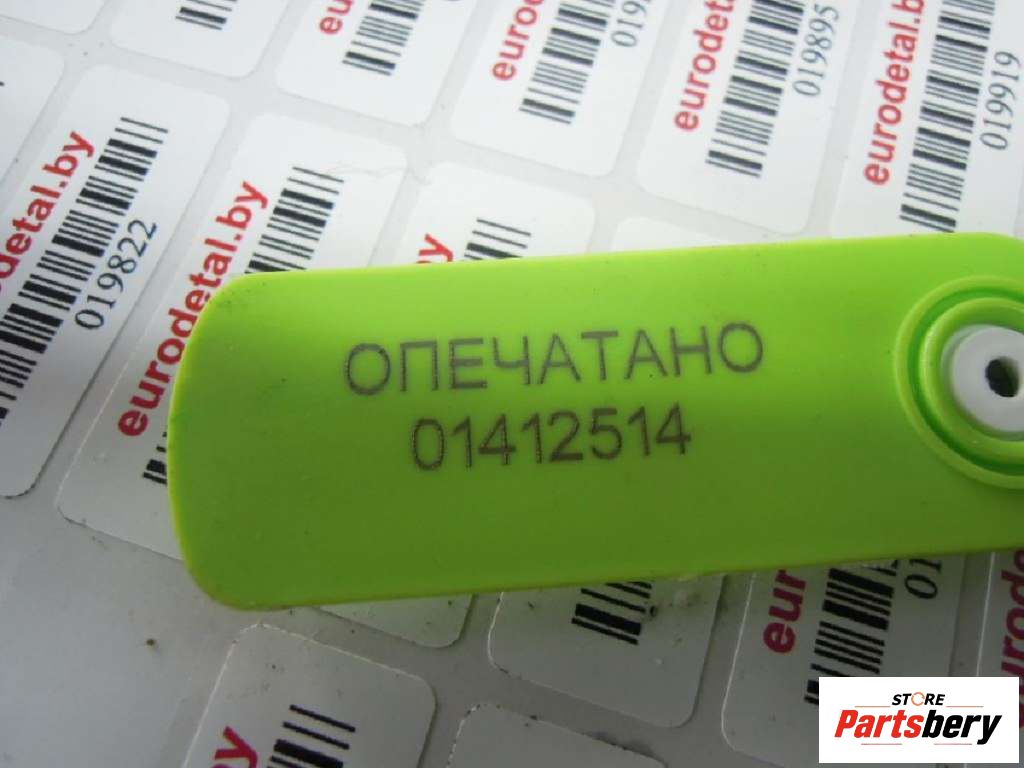 eurodetal.by
019895
eurodetal.by
019919
eurodetal.by
019822
eurodetal.by
ОПЕЧАТАНО
01412514
STORE
Partsbery